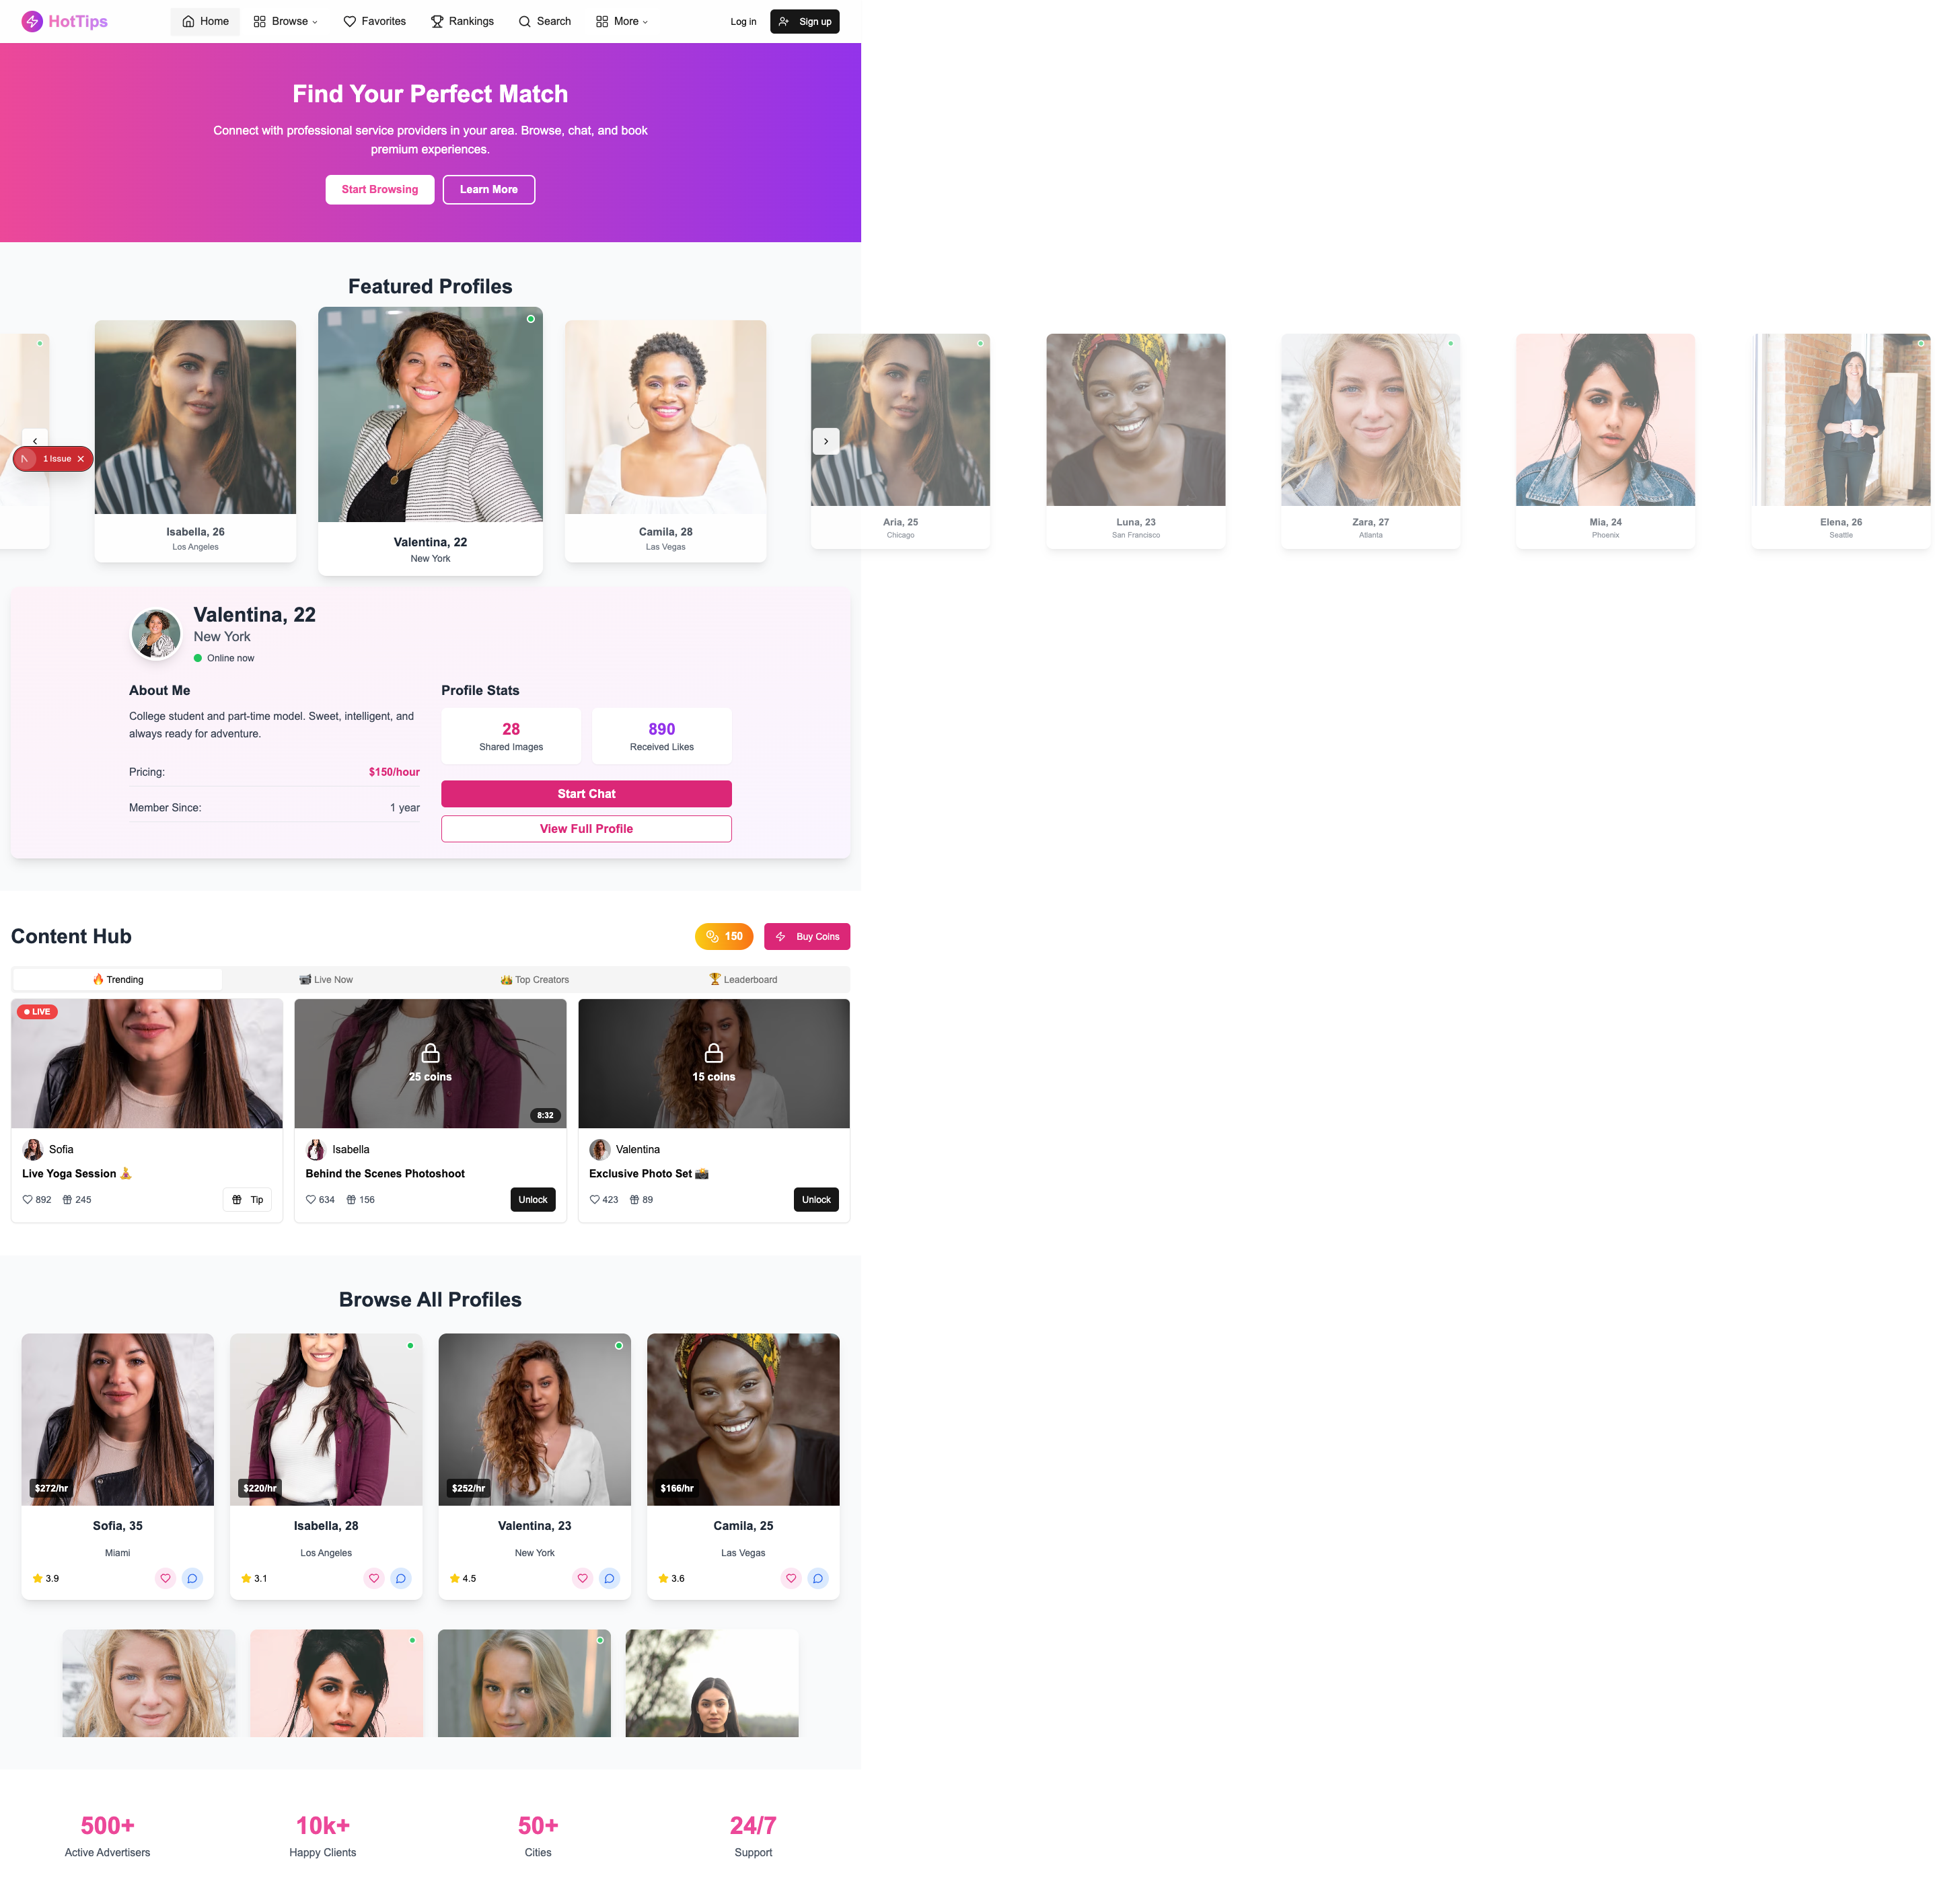 HotTips
Home
Browse
Favorites
Rankings
Search
More
Log in
Sign up
Find Your Perfect Match
Connect with professional service providers in your area. Browse, chat, and book
premium experiences.
Start Browsing
Learn More
Featured Profiles
1 Issue
Isabella, 26
Los Angeles
Valentina, 22
New York
Camila, 28
Las Vegas
Aria, 25
Chicago
Luna, 23
San Francisco
Zara, 27
Atlanta
Mia, 24
Phoenix
Elena, 26
Seattle
Valentina, 22
New York
Online now
About Me
College student and part-time model. Sweet, intelligent, and
always ready for adventure.
Pricing:
$150/hour
Member Since:
1 year
Profile Stats
28
Shared Images
890
Received Likes
Start Chat
View Full Profile
Content Hub
150
Buy Coins
🔥 Trending
📹 Live Now
👑 Top Creators
🏆 Leaderboard
LIVE
25 coins
8:32
15 coins
Sofia
Live Yoga Session 🧘‍♀️
892
245
Tip
Isabella
Behind the Scenes Photoshoot
634
156
Unlock
Valentina
Exclusive Photo Set 📸
423
89
Unlock
Browse All Profiles
$272/hr
$220/hr
$252/hr
$166/hr
Sofia, 35
Miami
3.9
Isabella, 28
Los Angeles
3.1
Valentina, 23
New York
4.5
Camila, 25
Las Vegas
3.6
500+
Active Advertisers
10k+
Happy Clients
50+
Cities
24/7
Support